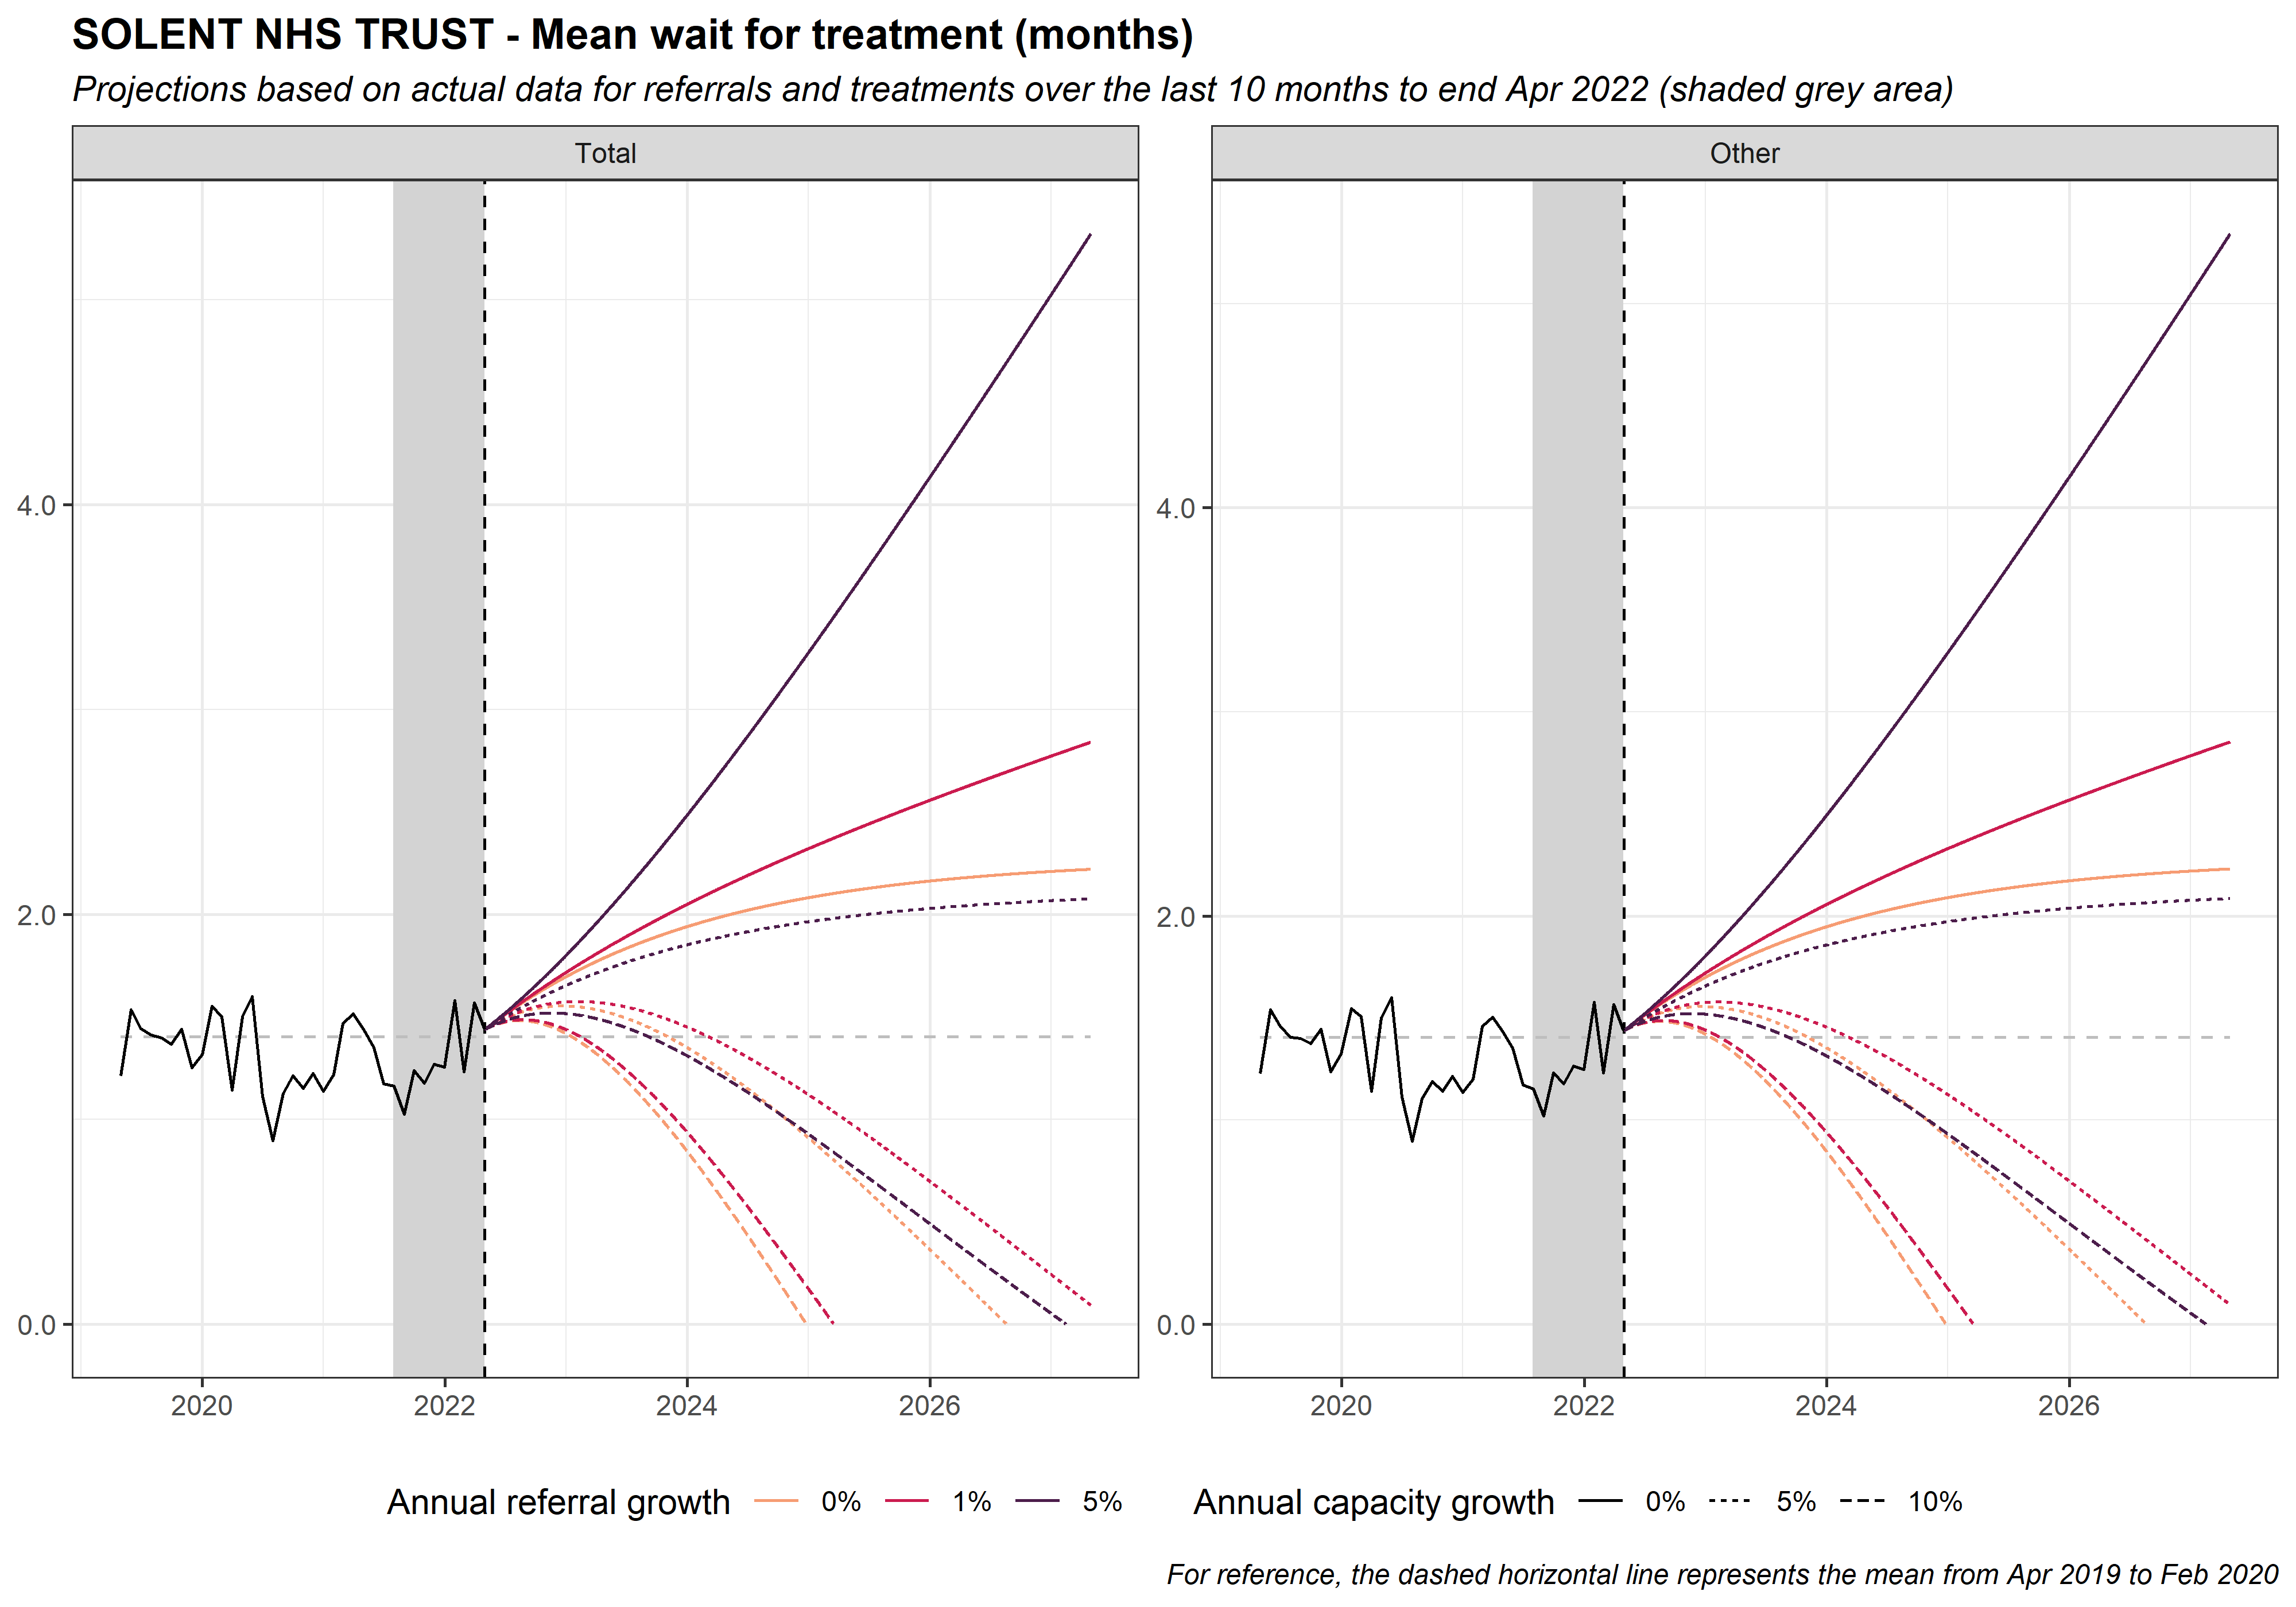 SOLENT NHS TRUST - Mean wait for treatment (months)
Projections based on actual data for referrals and treatments over the last 10 months to end Apr 2022 (shaded grey area)
Total
Other
4.0
2.0
0.0
4.0
2.0
0.0
2020 2022 2024 2026
2020 2022 2024 2026
Annual referral growth 0% 1% 5%
Annual capacity growth 0% 5% 10%
For reference, the dashed horizontal line represents the mean from Apr 2019 to Feb 2020